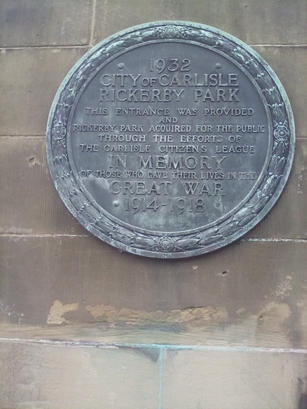 1932
CITY OF CARLISLE
RICKERBY PARK
THIS ENTRANCE WAS PROVIDED
AND
RICKERBY PARK ACQUIRED FOR THE PUBLIC
THROUGH THE EFFORTS OF
THE CARLISLE CITIZEN'S LEAGUE
IN MEMORY
OF THOSE WHO GAVE THEIR LIVES IN THE
GREAT WAR
1914-1918